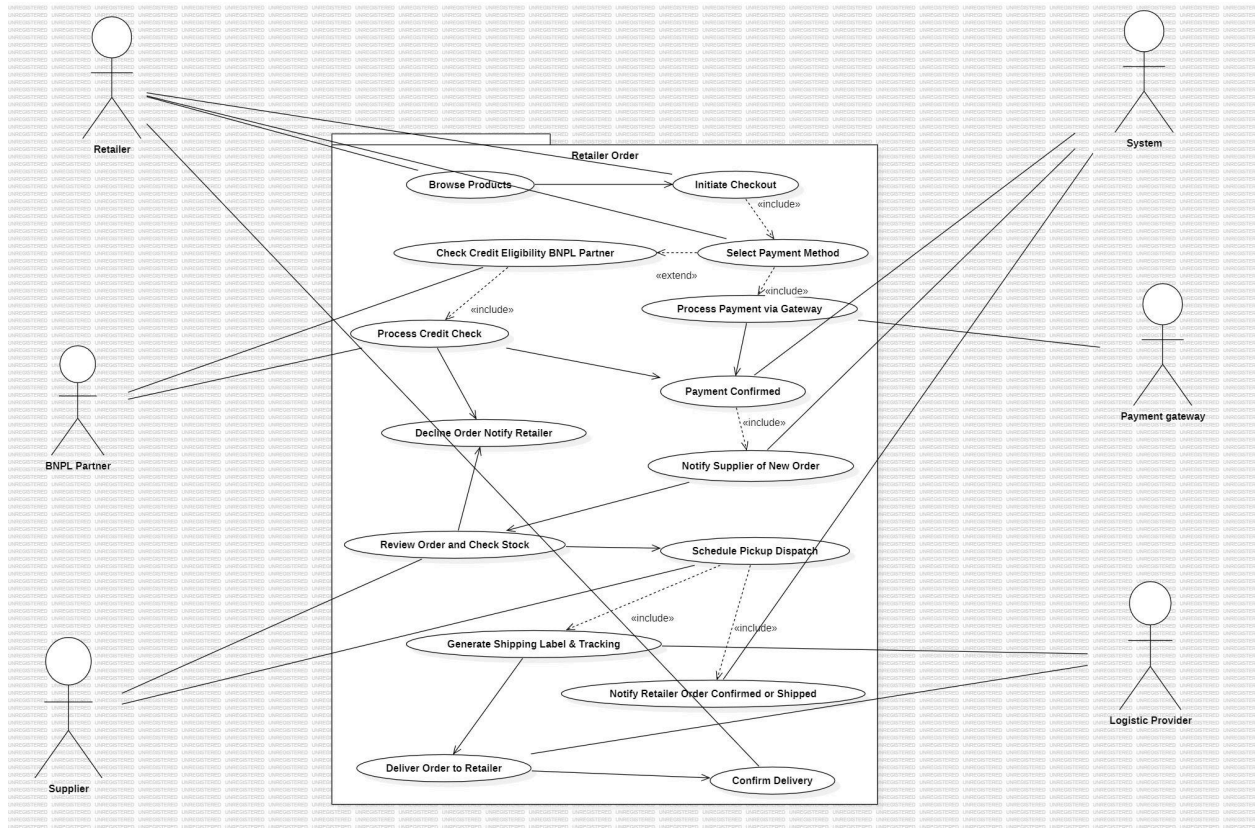 Retailer
System
Retailer Order
Browse Products
Initiate Checkout
«include»
Check Credit Eligibility BNPL Partner
Select Payment Method
«extend»
«include»
Process Payment via Gateway
«include»
Process Credit Check
Payment Confirmed
Payment gateway
«include»
Decline Order Notify Retailer
BNPL Partner
Notify Supplier of New Order
Review Order and Check Stock
Schedule Pickup Dispatch
«include»
«include»
Generate Shipping Label & Tracking
Notify Retailer Order Confirmed or Shipped
Logistic Provider
Deliver Order to Retailer
Confirm Delivery
Supplier